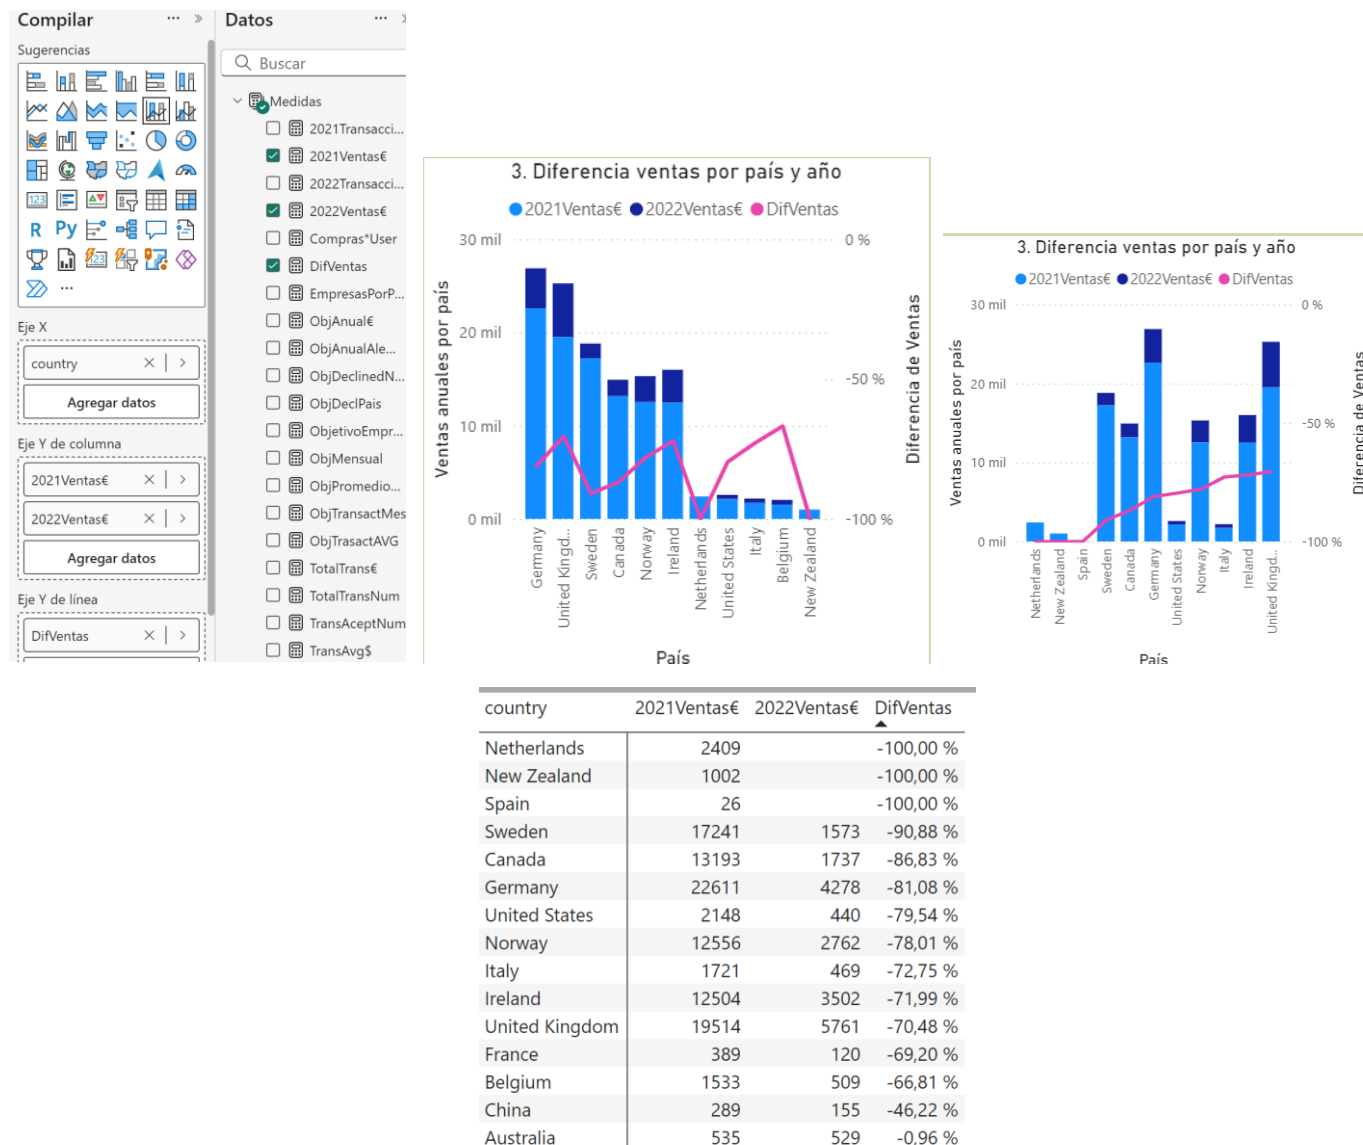 Compilar
Sugerencias
123
R Py
123
Eje X
country
Agregar datos
Eje Y de columna
2021Ventas€
2022Ventas€
Agregar datos
Eje Y de línea
DifVentas
Datos
Buscar
Medidas
2021Transacci...
2021Ventas€
2022Transacci...
2022Ventas€
Compras*User
DifVentas
EmpresasPorP...
ObjAnual€
ObjAnualAle...
ObjDeclinedN...
ObjDeclPais
ObjetivoEmpr...
ObjMensual
ObjPromedio...
ObjTransactMes
ObjTrasactAVG
TotalTrans€
TotalTransNum
TransAceptNum
TransAvg$
3. Diferencia ventas por país y año
2021Ventas€ 2022Ventas€ DifVentas
Ventas anuales por país
30 mil
20 mil
10 mil
0 mil
0 %
-50 %
-100 %
Diferencia de Ventas
Germany
United Kingd...
Sweden
Canada
Norway
Ireland
Netherlands
United States
Italy
Belgium
New Zealand
País
3. Diferencia ventas por país y año
2021Ventas€ 2022Ventas€ DifVentas
Ventas anuales por país
30 mil
20 mil
10 mil
0 mil
0 %
-50 %
-100 %
Diferencia de Ventas
Netherlands
New Zealand
Spain
Sweden
Canada
Germany
United States
Norway
Italy
Ireland
United Kingd...
País
country 2021Ventas€ 2022Ventas€ DifVentas
Netherlands 2409 -100,00 %
New Zealand 1002 -100,00 %
Spain 26 -100,00 %
Sweden 17241 1573 -90,88 %
Canada 13193 1737 -86,83 %
Germany 22611 4278 -81,08 %
United States 2148 440 -79,54 %
Norway 12556 2762 -78,01 %
Italy 1721 469 -72,75 %
Ireland 12504 3502 -71,99 %
United Kingdom 19514 5761 -70,48 %
France 389 120 -69,20 %
Belgium 1533 509 -66,81 %
China 289 155 -46,22 %
Australia 535 529 -0,96 %